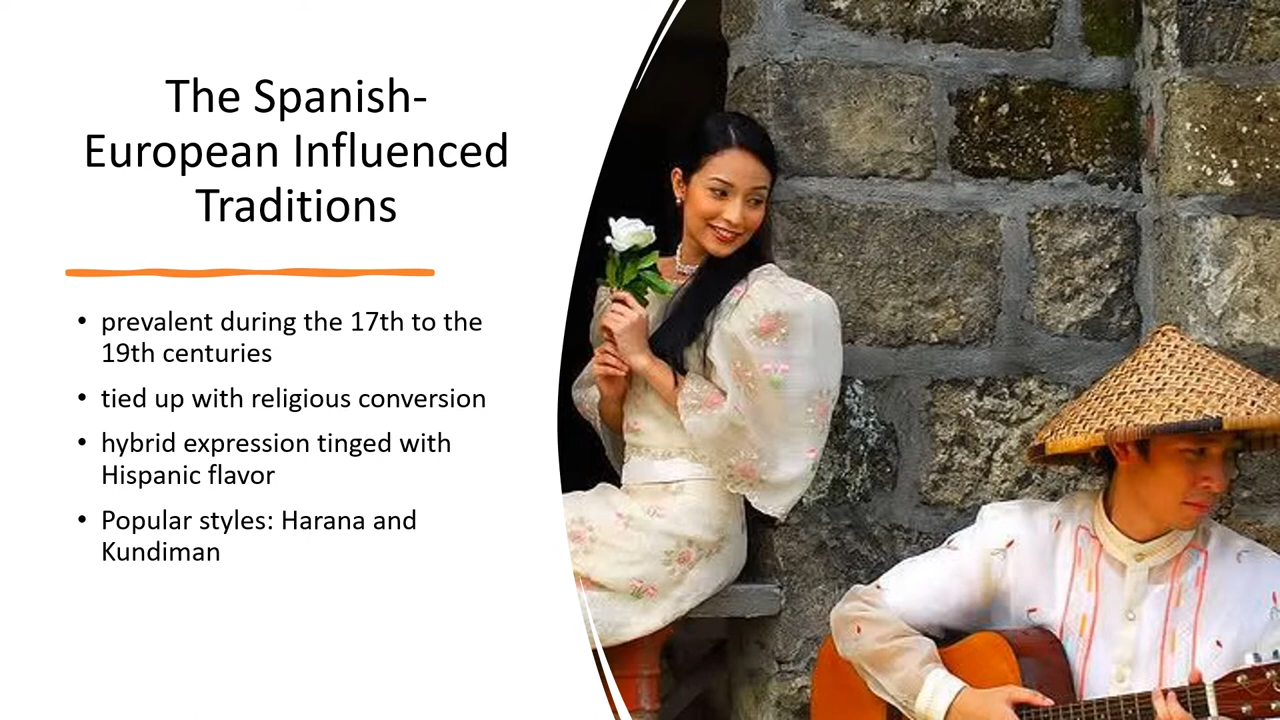 The Spanish-
European Influenced
Traditions
• prevalent during the 17th to the
19th centuries
• tied up with religious conversion
• hybrid expression tinged with
Hispanic flavor
• Popular styles: Harana and
Kundiman